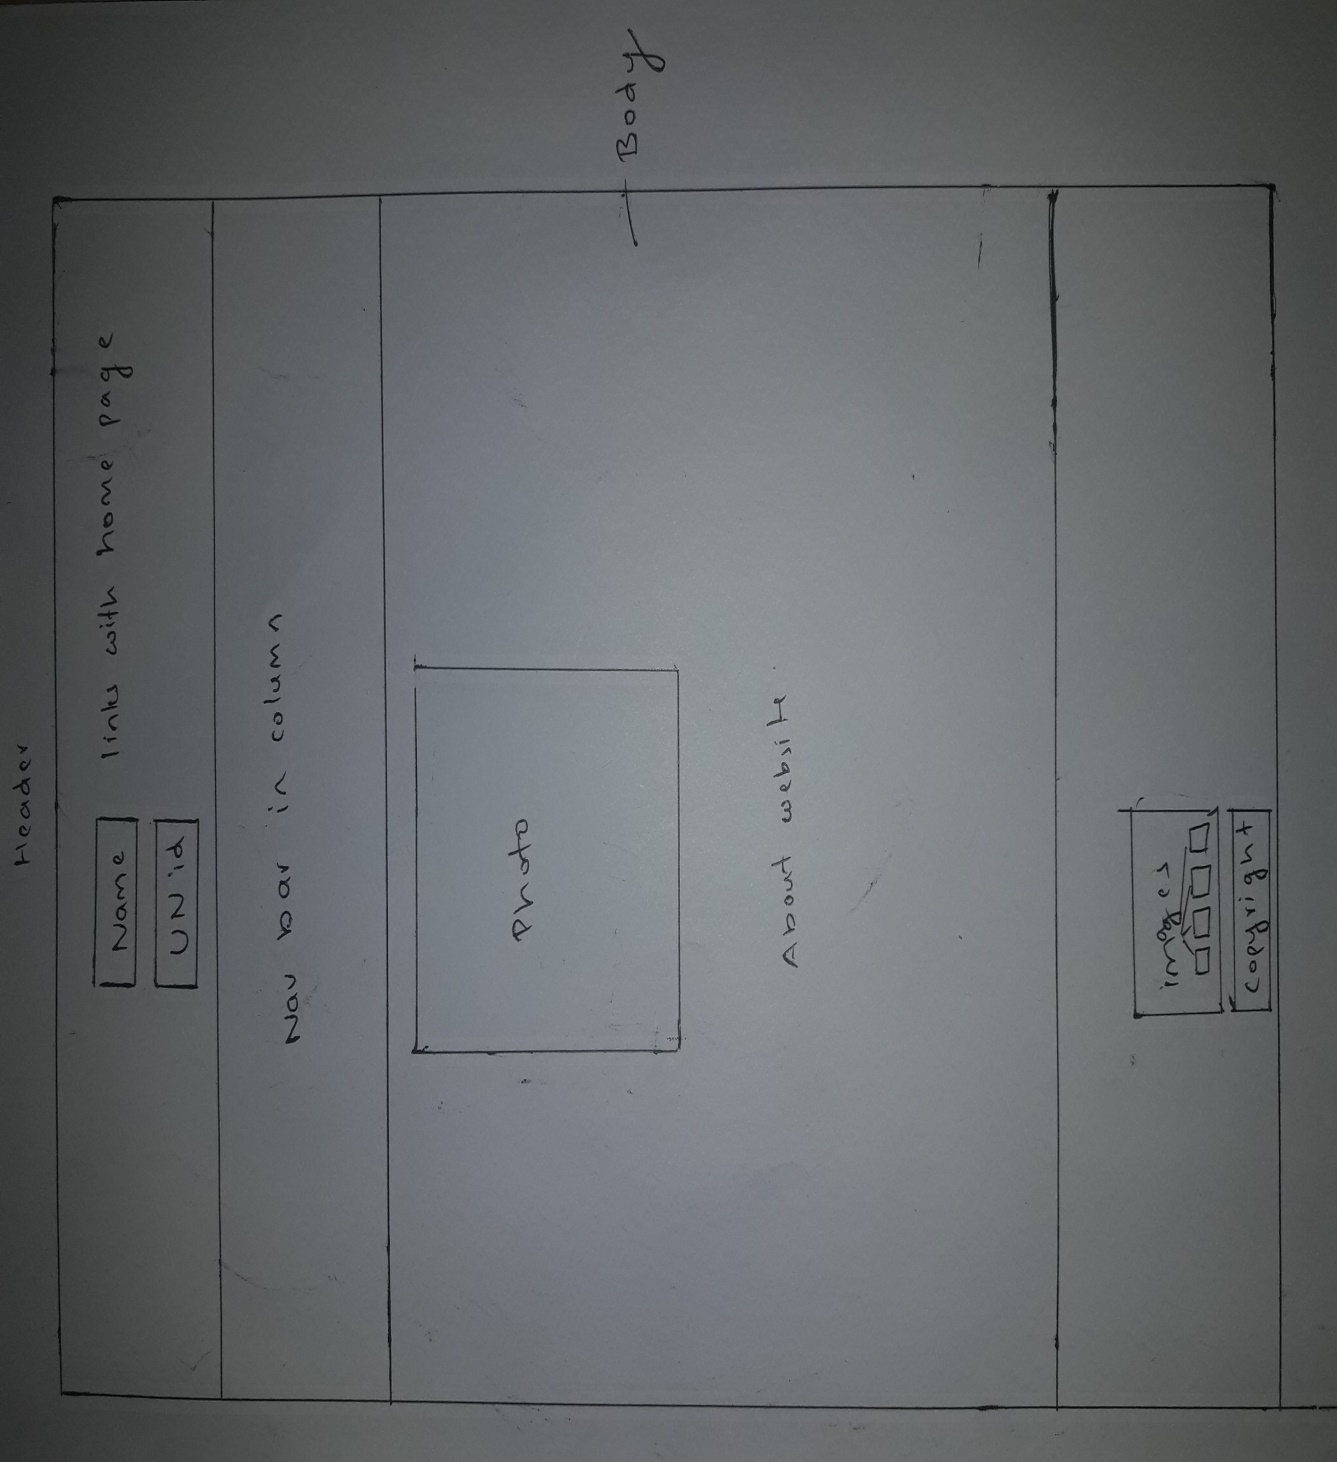 Header
Name links with home page
UN id
Nav bar in column
Body
Photo
About website
images
copyright